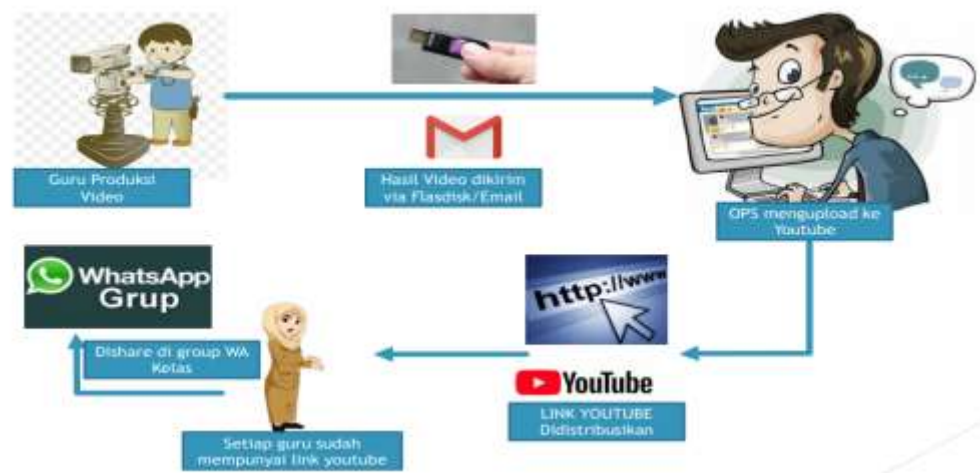 Guru Produksi
Video
Hasil Video dikirim
via Flasdisk/Email
OPS mengupload ke
Youtube
http://www
YouTube
LINK YOUTUBE
Didistribusikan
Setiap guru sudah
mempunyai link youtube
Dishare di group WA
Kelas
WhatsApp
Grup